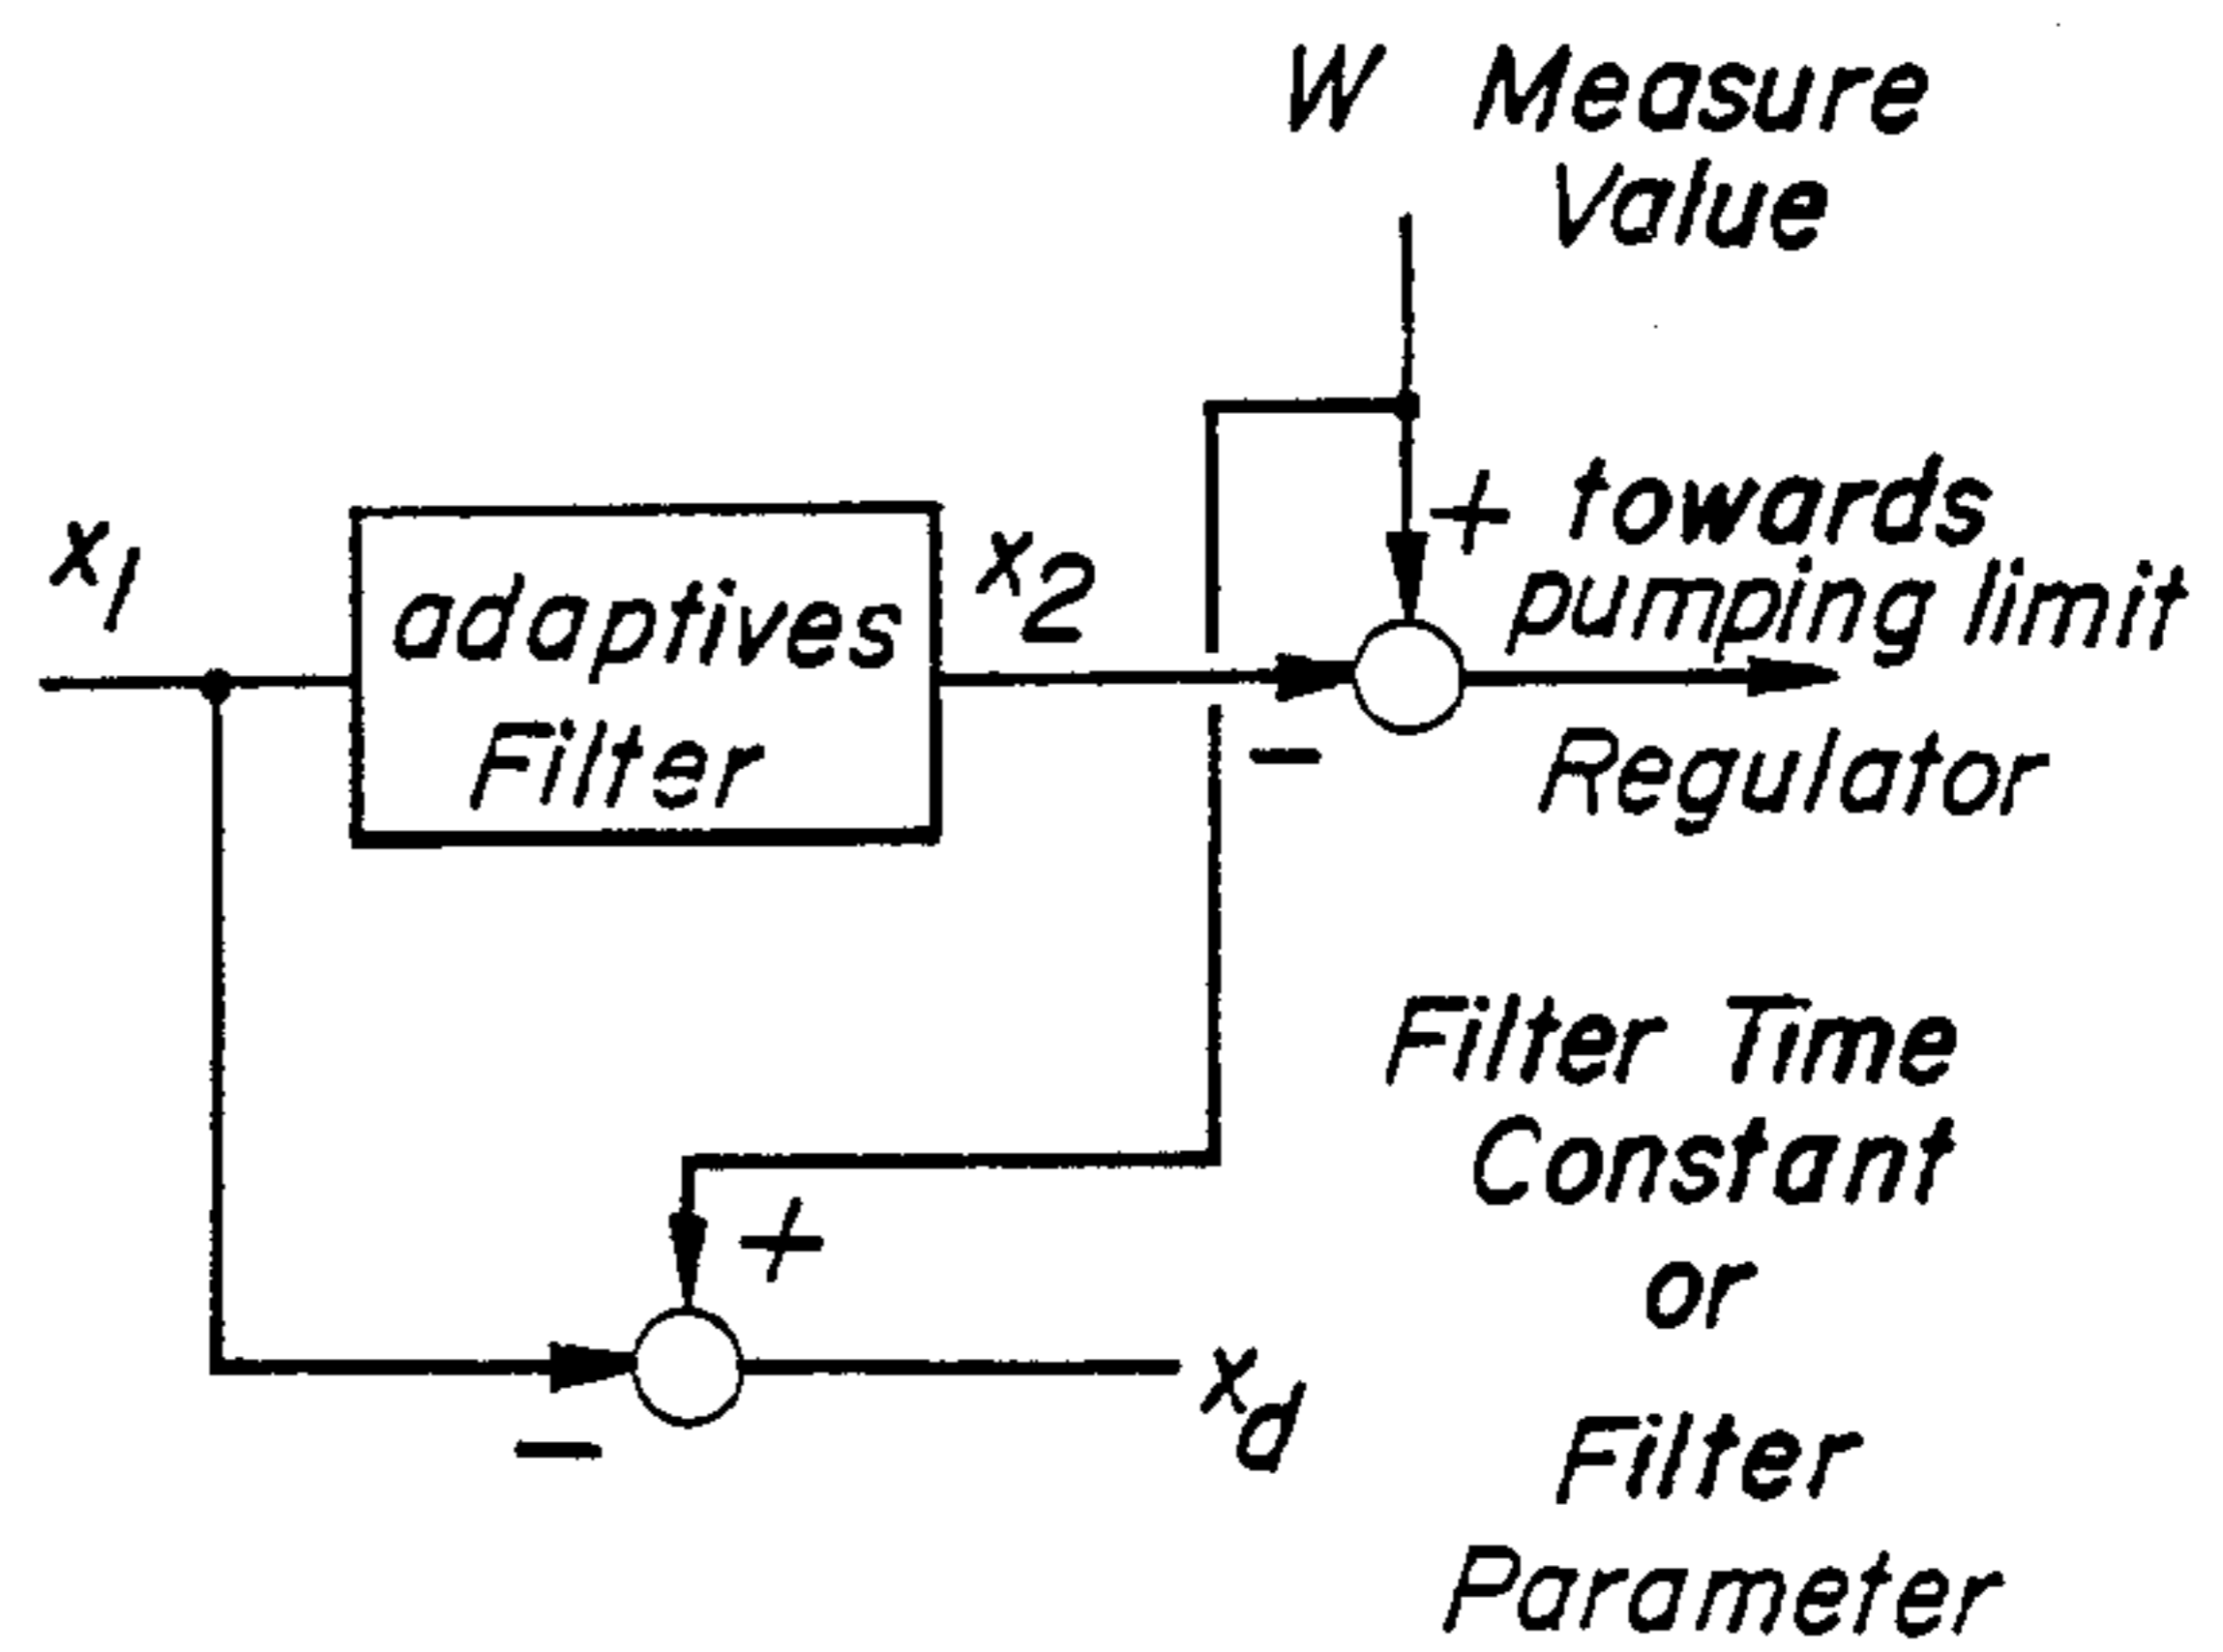 W Measure
Value
+ towards
pumping limit
x1
adaptives
Filter
x2
-
Regulator
Filter Time
Constant
+
or
xd
-
Filter
Parameter